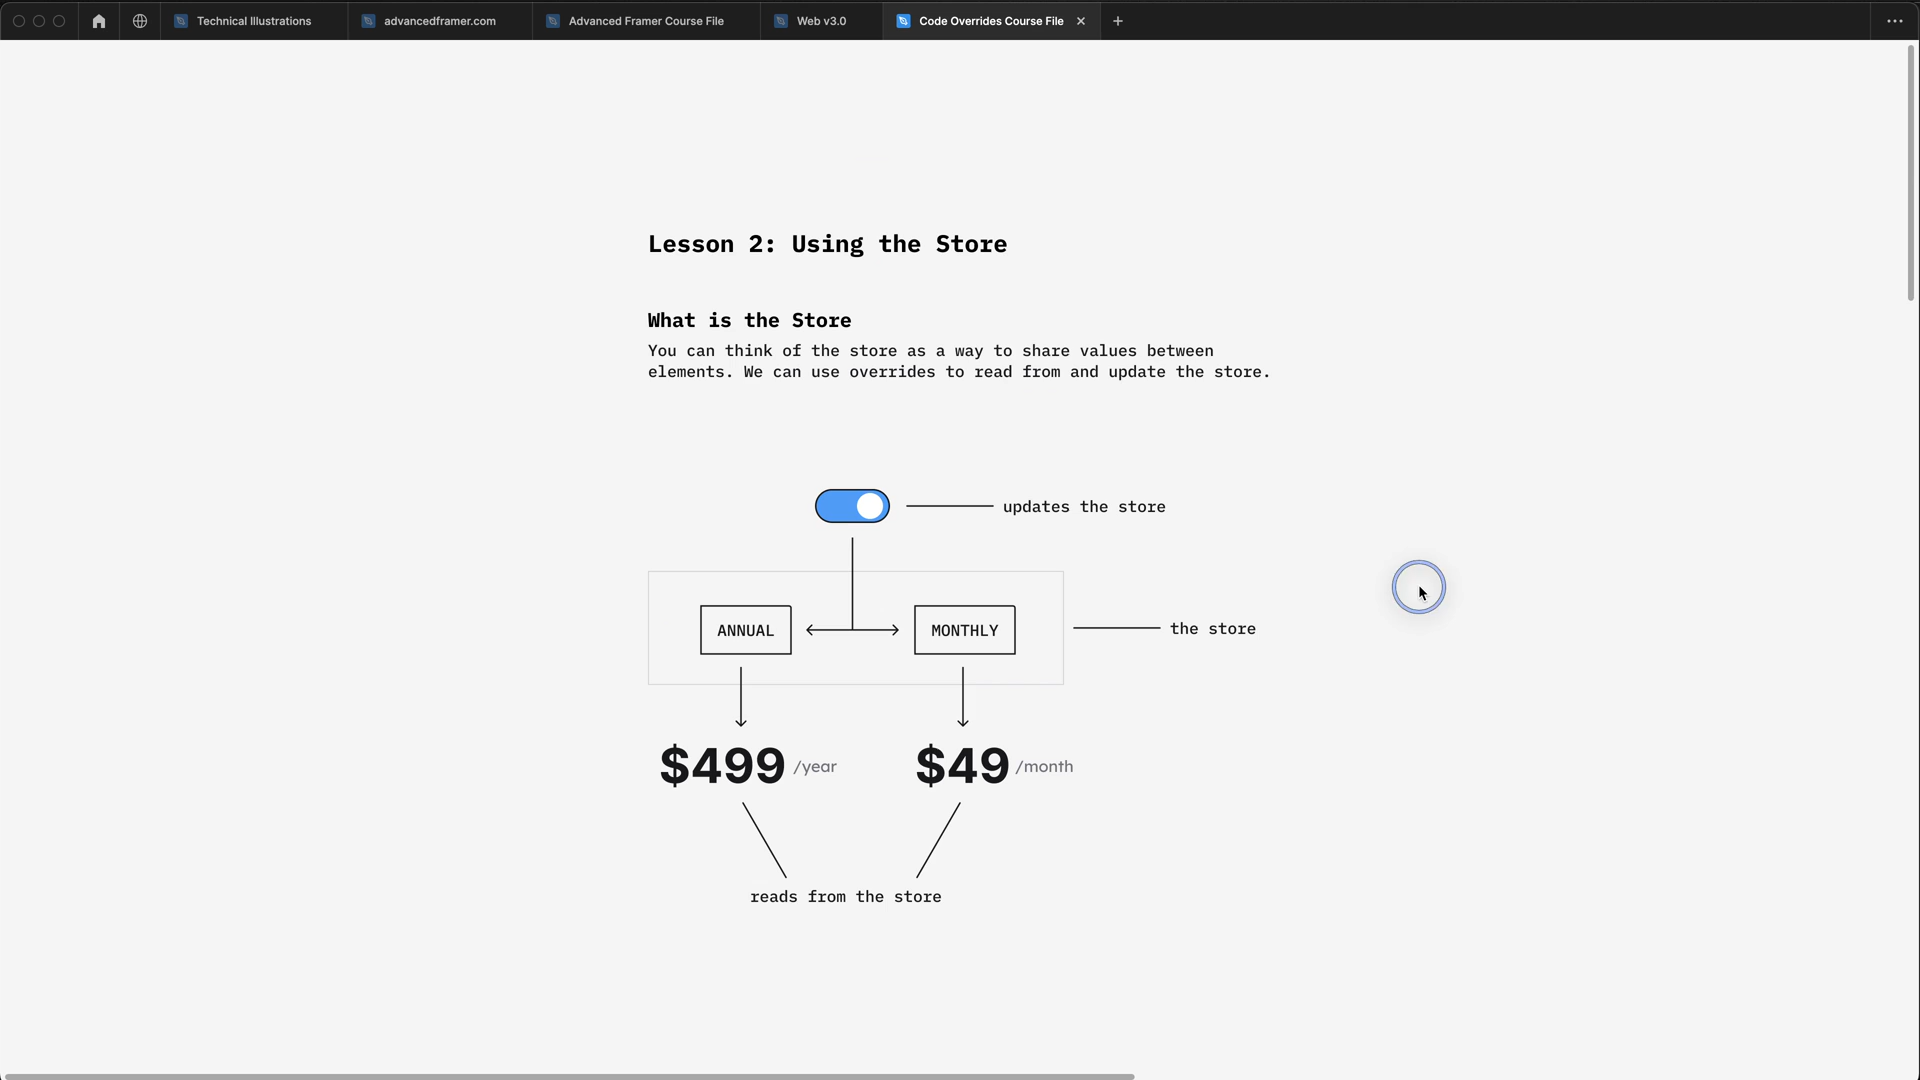 Technical Illustrations
advancedframer.com
Advanced Framer Course File
Web v3.0
Code Overrides Course File
Lesson 2: Using the Store
What is the Store
You can think of the store as a way to share values between
elements. We can use overrides to read from and update the store.
updates the store
ANNUAL
MONTHLY
the store
$499 /year
$49 /month
reads from the store